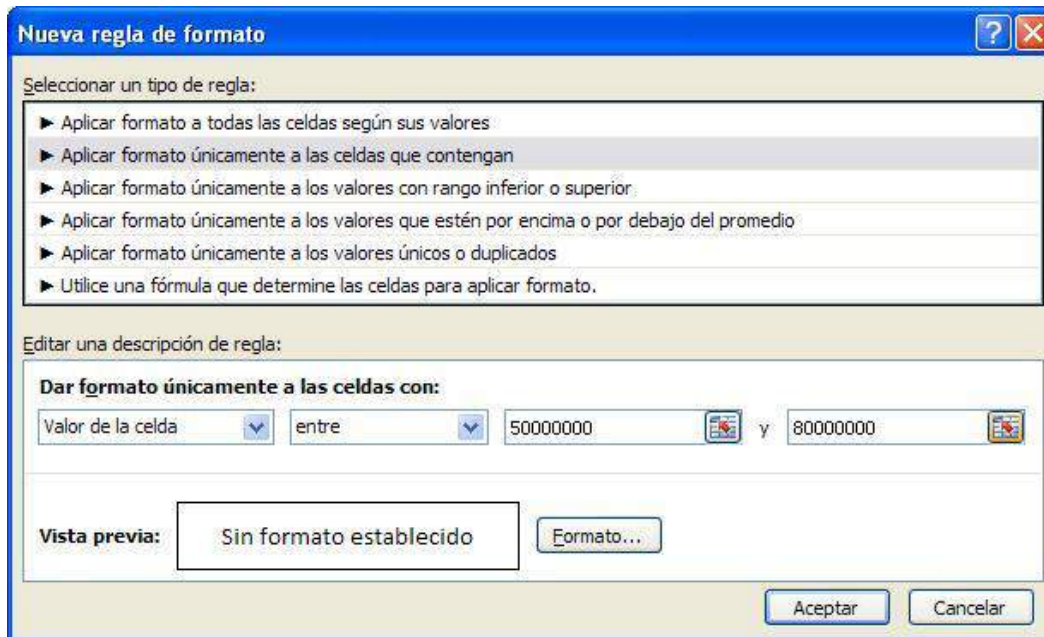 Nueva regla de formato
Seleccionar un tipo de regla:
► Aplicar formato a todas las celdas según sus valores
► Aplicar formato únicamente a las celdas que contengan
► Aplicar formato únicamente a los valores con rango inferior o superior
► Aplicar formato únicamente a los valores que estén por encima o por debajo del promedio
► Aplicar formato únicamente a los valores únicos o duplicados
► Utilice una fórmula que determine las celdas para aplicar formato.
Editar una descripción de regla:
Dar formato únicamente a las celdas con:
Valor de la celda entre 50000000 y 80000000
Vista previa: Sin formato establecido Formato...
Aceptar Cancelar